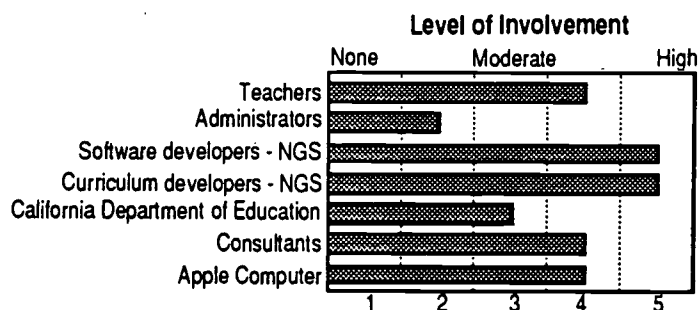 Level of Involvement
None Moderate High
Teachers
Administrators
Software developers - NGS
Curriculum developers - NGS
California Department of Education
Consultants
Apple Computer
1 2 3 4 5